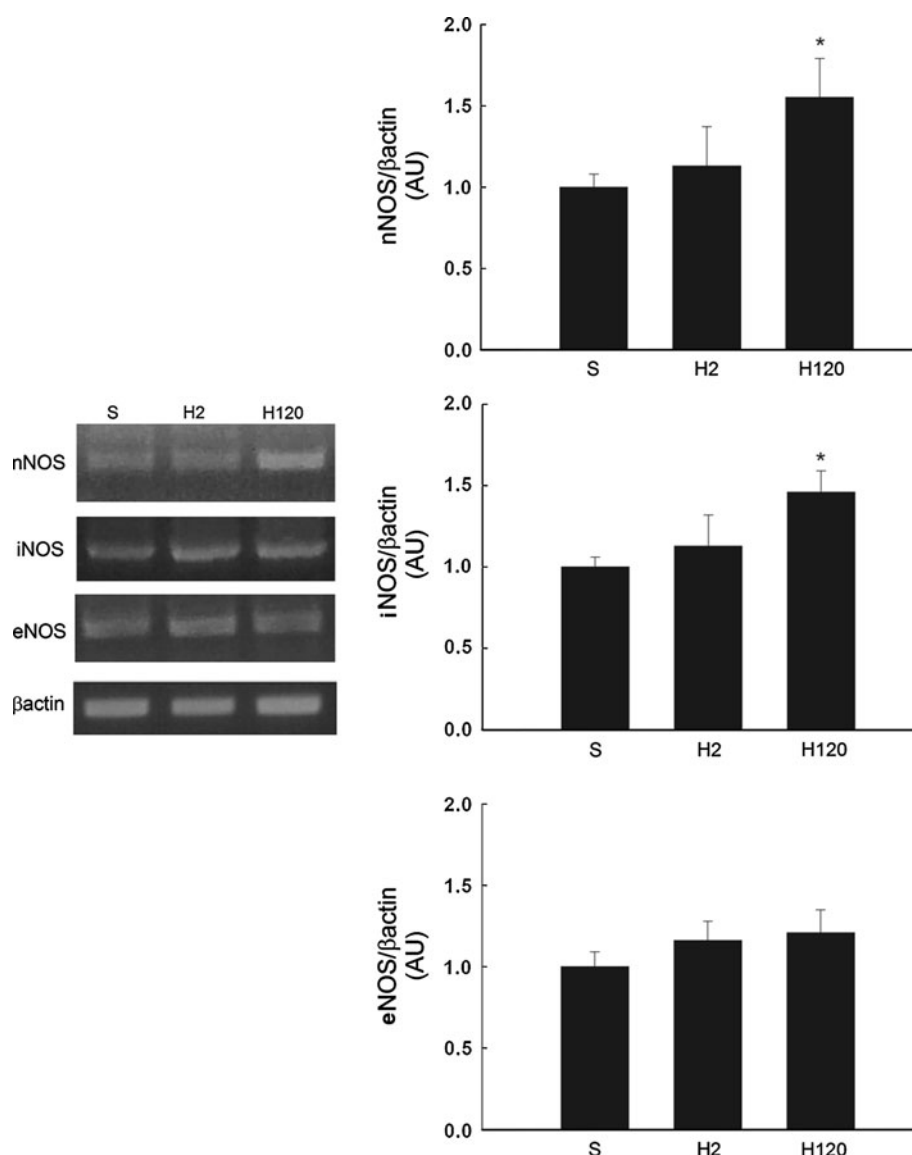 S H2 H120
nNOS
iNOS
eNOS
βactin
nNOS/βactin
(AU)
2.0
*
1.5
1.0
0.5
0.0
S H2 H120
iNOS/βactin
(AU)
2.0
*
1.5
1.0
0.5
0.0
S H2 H120
eNOS/βactin
(AU)
2.0
1.5
1.0
0.5
0.0
S H2 H120